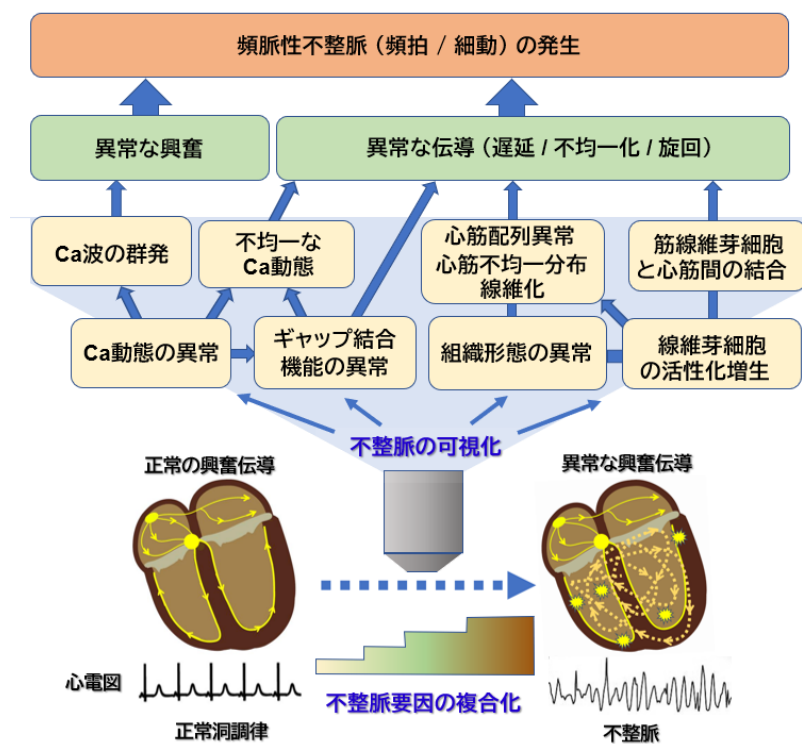 頻脈性不整脈（頻拍 / 細動）の発生
異常な興奮
異常な伝導（遅延 / 不均一化 / 旋回）
Ca波の群発
不均一な
Ca動態
心筋配列異常
心筋不均一分布
線維化
筋線維芽細胞
と心筋間の結合
Ca動態の異常
ギャップ結合
機能の異常
組織形態の異常
線維芽細胞
の活性化増生
不整脈の可視化
正常の興奮伝導
異常な興奮伝導
心電図
正常洞調律
不整脈要因の複合化
不整脈